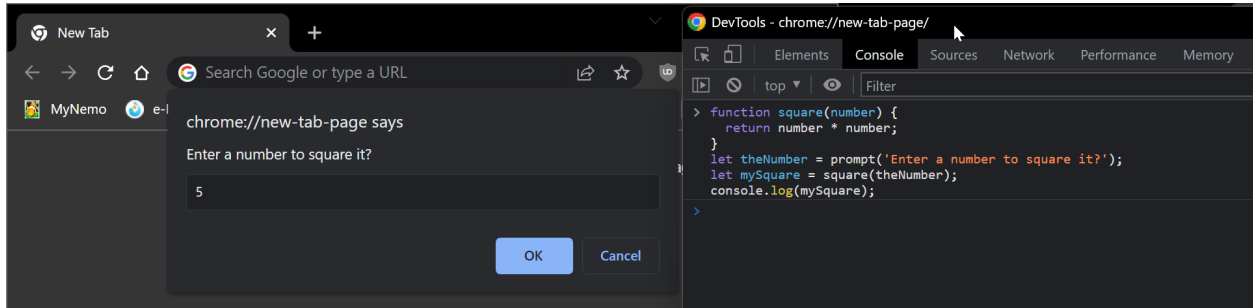 New Tab
Search Google or type a URL
MyNemo
chrome://new-tab-page says
Enter a number to square it?
5
OK Cancel
DevTools - chrome://new-tab-page/
Elements Console Sources Network Performance Memory
top Filter
function square(number) {
return number * number;
}
let theNumber = prompt('Enter a number to square it?');
let mySquare = square(theNumber);
console.log(mySquare);